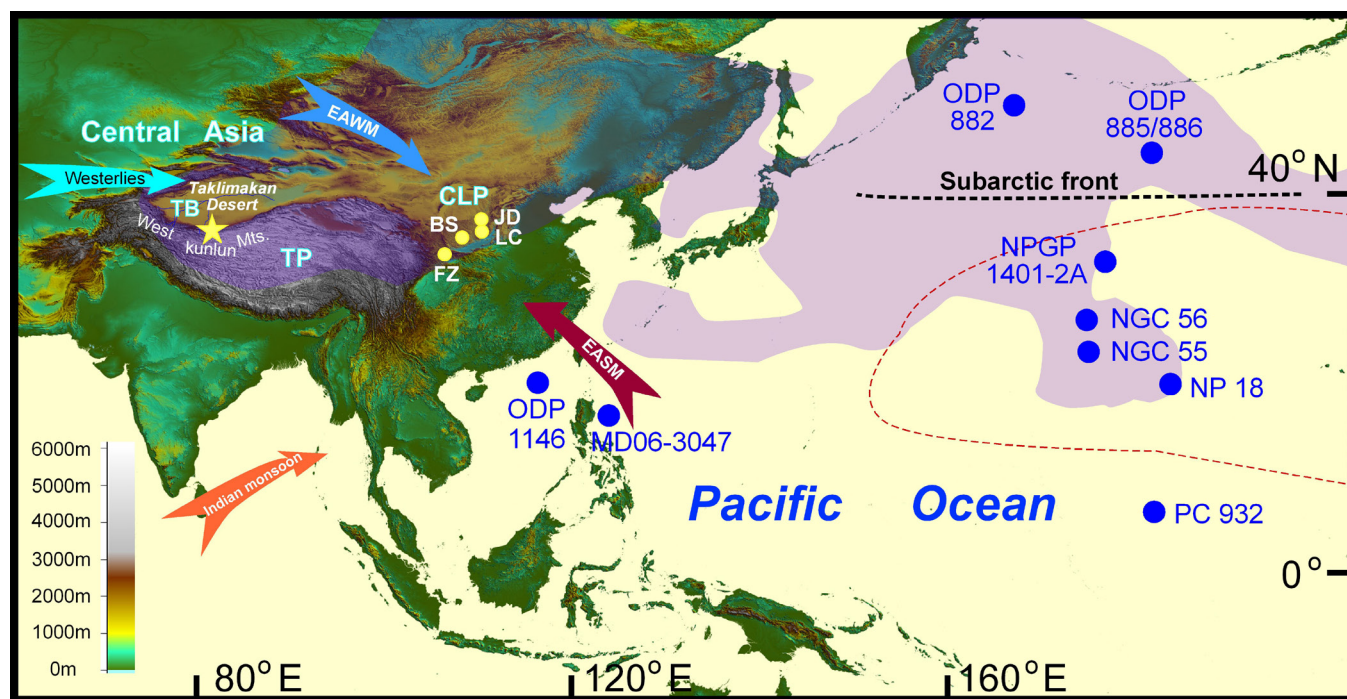 ODP
882
ODP
885/886
EAWM
Central Asia
40° N
Westerlies
Subarctic front
Taklimakan
Desert
TB
CLP
JD
BS
LC
West
kunlun
Mts.
TP
FZ
NPGP
1401-2A
NGC 56
NGC 55
NP 18
EASM
ODP
1146
MD06-3047
6000m
5000m
4000m
3000m
2000m
1000m
0m
Indian monsoon
Pacific Ocean
PC 932
0°
80° E
120° E
160° E